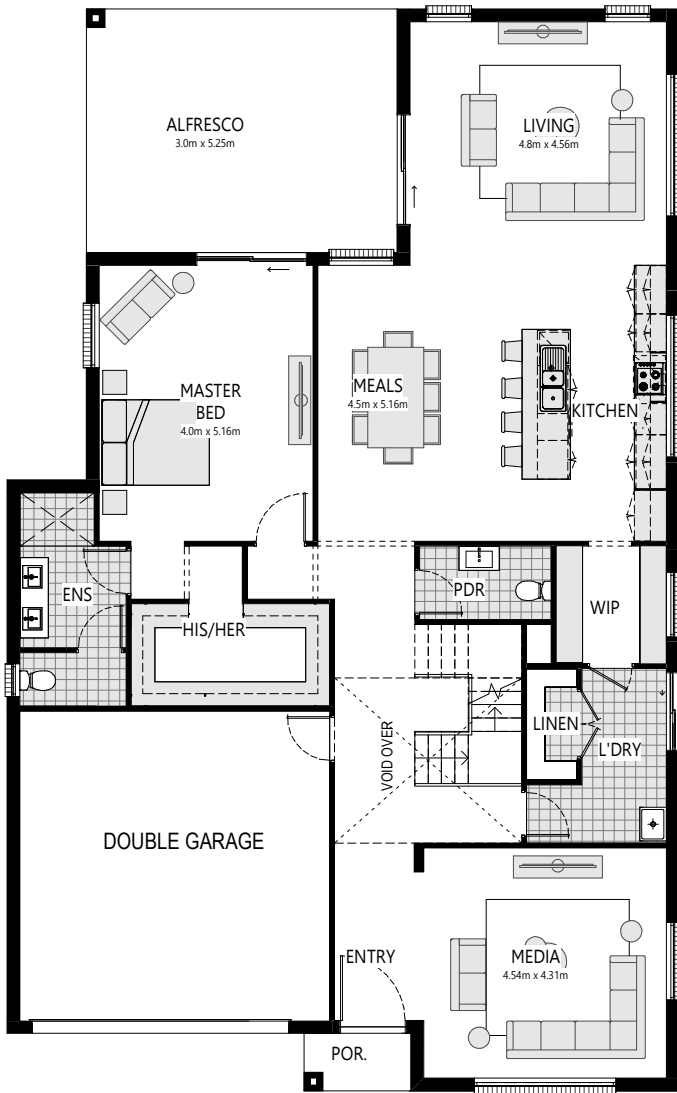 ALFRESCO
3.0m x 5.25m
LIVING
4.8m x 4.56m
MASTER
BED
4.0m x 5.16m
MEALS
4.5m x 5.16m
KITCHEN
ENS
PDR
WIP
HIS/HER
LINEN
L'DRY
VOID OVER
DOUBLE GARAGE
ENTRY
MEDIA
4.54m x 4.31m
POR.